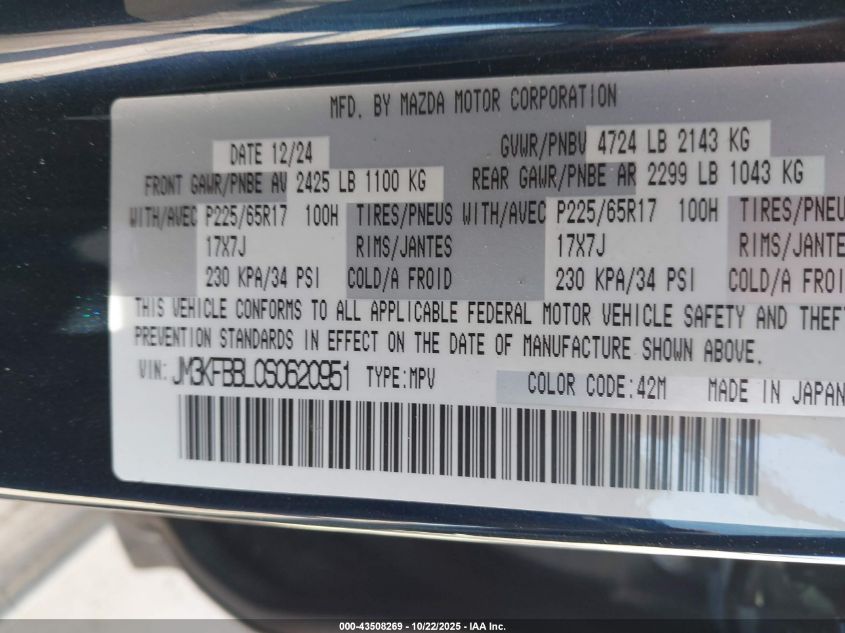 MFD. BY MAZDA MOTOR CORPORATION
DATE 12/24 GVWR/PNBV 4724 LB 2143 KG
FRONT GAWR/PNBE AV 2425 LB 1100 KG REAR GAWR/PNBE AR 2299 LB 1043 KG
WITH/AVEC P225/65R17 100H TIRES/PNEUS WITH/AVEC P225/65R17 100H TIRES/PNEU
17X7J RIMS/JANTES 17X7J RIMS/JANTES
230 KPA/34 PSI COLD/A FROID 230 KPA/34 PSI COLD/A FROI
THIS VEHICLE CONFORMS TO ALL APPLICABLE FEDERAL MOTOR VEHICLE SAFETY AND THEFT
PREVENTION STANDARDS IN EFFECT ON THE DATE OF MANUFACTURE SHOWN ABOVE.
VIN: JM3KFBBL0S0620951 TYPE:MPV COLOR CODE:42M MADE IN JAPAN
000-43508269 - 10/22/2025 - IAA Inc.